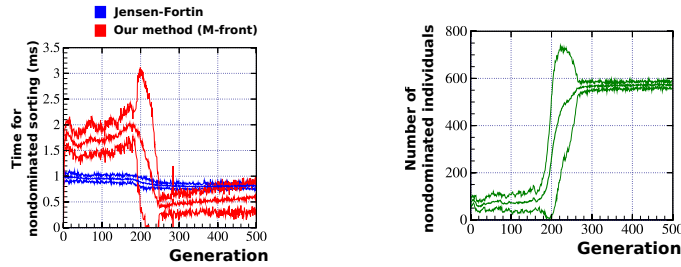 Jensen-Fortin
Our method (M-front)
Time for
nondominated sorting (ms)
3.5
3
2.5
2
1.5
1
0.5
0
0 100 200 300 400 500
Generation
Number of
nondominated individuals
800
600
400
200
0
0 100 200 300 400 500
Generation